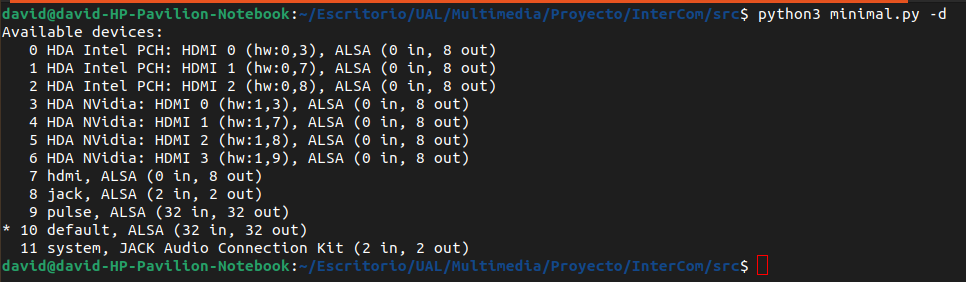 david@david-HP-Pavilion-Notebook:~/Escritorio/UAL/Multimedia/Proyecto/InterCom/src$ python3 minimal.py -d
Available devices:
   0 HDA Intel PCH: HDMI 0 (hw:0,3), ALSA (0 in, 8 out)
   1 HDA Intel PCH: HDMI 1 (hw:0,7), ALSA (0 in, 8 out)
   2 HDA Intel PCH: HDMI 2 (hw:0,8), ALSA (0 in, 8 out)
   3 HDA NVidia: HDMI 0 (hw:1,3), ALSA (0 in, 8 out)
   4 HDA NVidia: HDMI 1 (hw:1,7), ALSA (0 in, 8 out)
   5 HDA NVidia: HDMI 2 (hw:1,8), ALSA (0 in, 8 out)
   6 HDA NVidia: HDMI 3 (hw:1,9), ALSA (0 in, 8 out)
   7 hdmi, ALSA (0 in, 8 out)
   8 jack, ALSA (2 in, 2 out)
   9 pulse, ALSA (32 in, 32 out)
* 10 default, ALSA (32 in, 32 out)
  11 system, JACK Audio Connection Kit (2 in, 2 out)
david@david-HP-Pavilion-Notebook:~/Escritorio/UAL/Multimedia/Proyecto/InterCom/src$